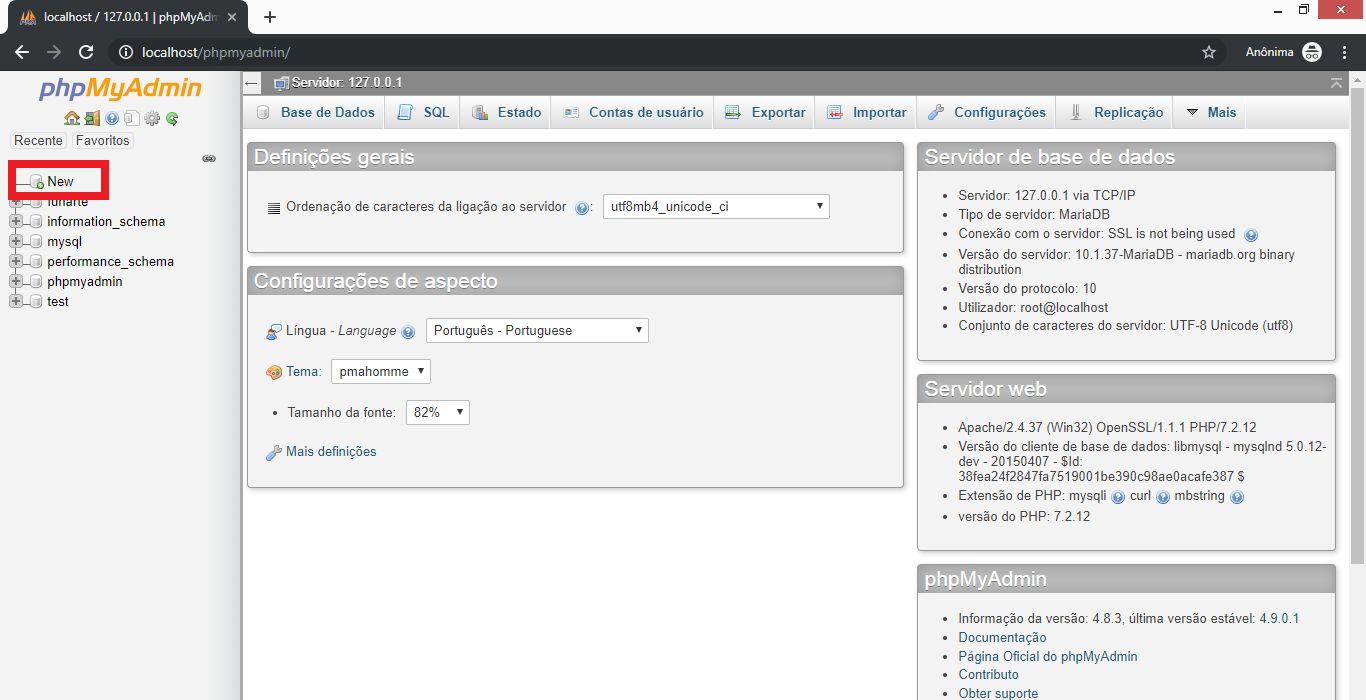 localhost / 127.0.0.1 | phpMyAdm
localhost/phpmyadmin/
Anônima
phpMyAdmin
Recente Favoritos
New
funarte
information_schema
mysql
performance_schema
phpmyadmin
test
Servidor: 127.0.0.1
Base de Dados SQL Estado Contas de usuário Exportar Importar Configurações Replicação Mais
Definições gerais
Ordenação de caracteres da ligação ao servidor : utf8mb4_unicode_ci
Configurações de aspecto
Língua - Language Português - Portuguese
Tema: pmahomme
• Tamanho da fonte: 82%
Mais definições
Servidor de base de dados
• Servidor: 127.0.0.1 via TCP/IP
• Tipo de servidor: MariaDB
• Conexão com o servidor: SSL is not being used
• Versão do servidor: 10.1.37-MariaDB - mariadb.org binary
distribution
• Versão do protocolo: 10
• Utilizador: root@localhost
• Conjunto de caracteres do servidor: UTF-8 Unicode (utf8)
Servidor web
• Apache/2.4.37 (Win32) OpenSSL/1.1.1 PHP/7.2.12
• Versão do cliente de base de dados: libmysql - mysqlnd 5.0.12-
dev - 20150407 - $Id:
38fea24f2847fa7519001be390c98ae0acafe387 $
• Extensão de PHP: mysqli curl mbstring
• versão do PHP: 7.2.12
phpMyAdmin
• Informação da versão: 4.8.3, última versão estável: 4.9.0.1
• Documentação
• Página Oficial do phpMyAdmin
• Contributo
• Obter suporte